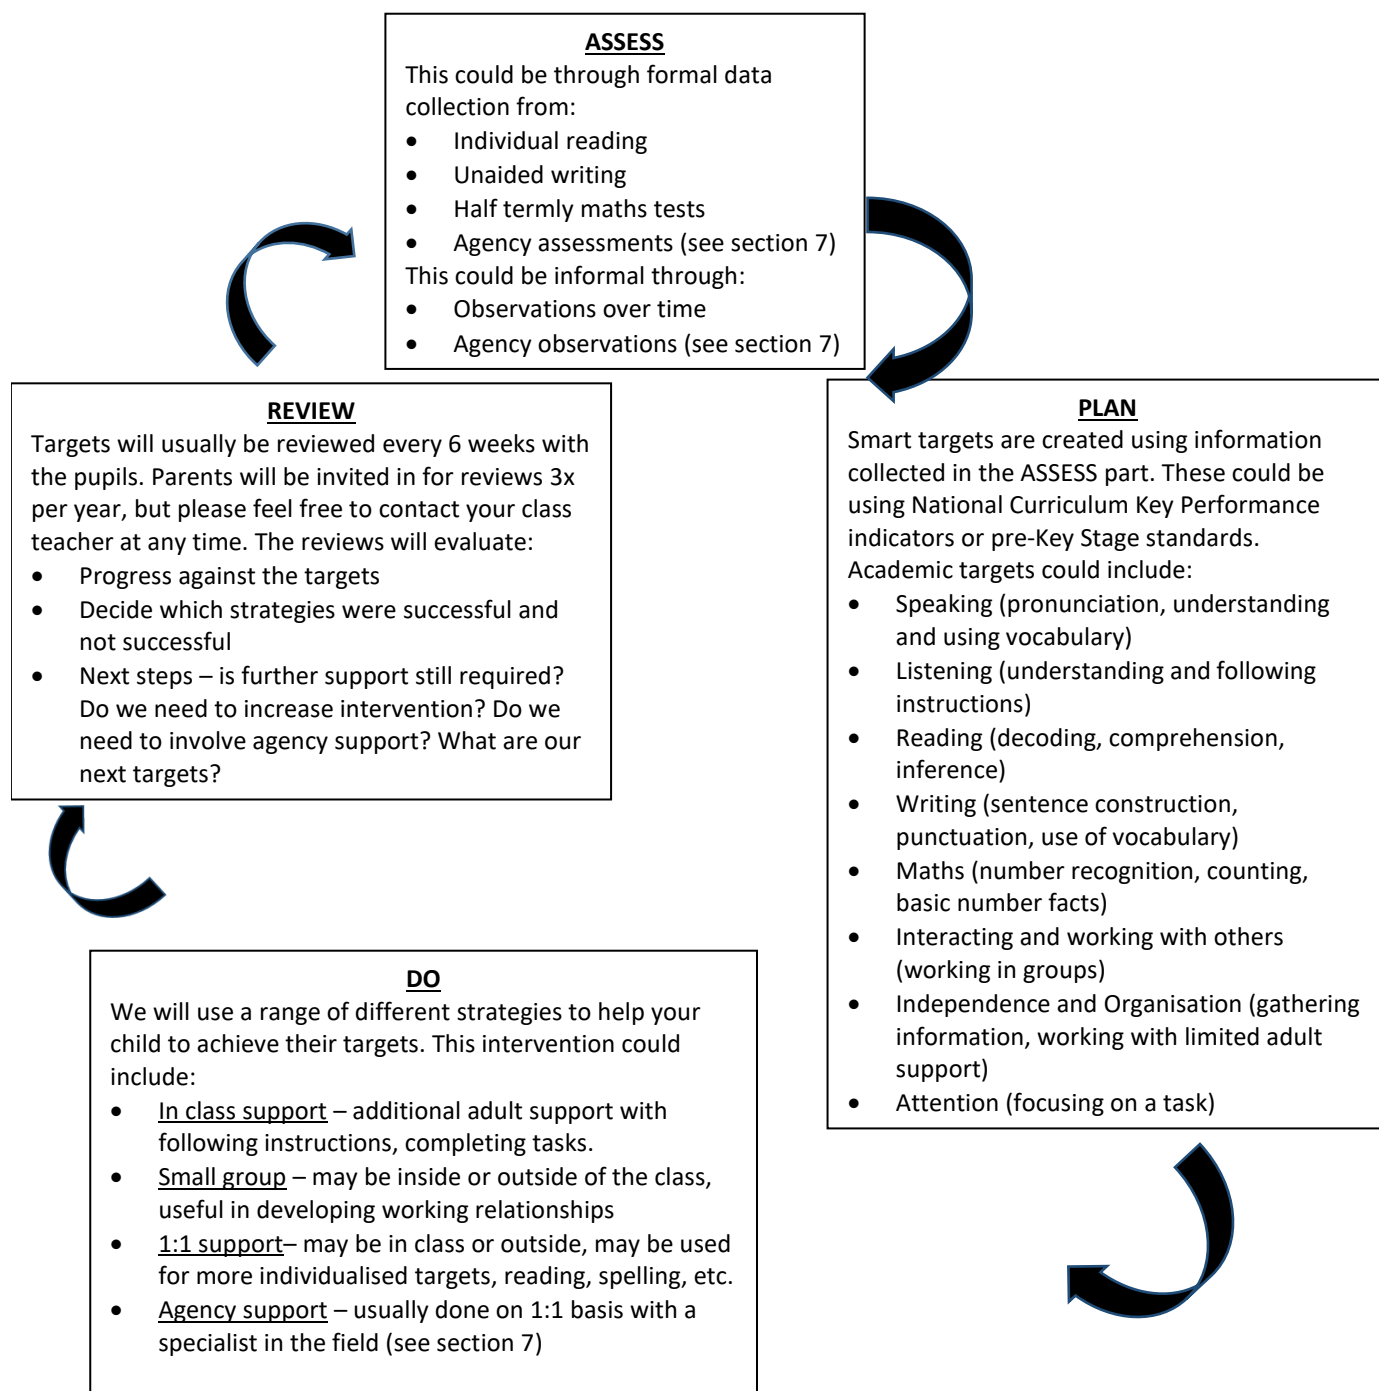 ASSESS
This could be through formal data
collection from:
• Individual reading
• Unaided writing
• Half termly maths tests
• Agency assessments (see section 7)
This could be informal through:
• Observations over time
• Agency observations (see section 7)
PLAN
Smart targets are created using information
collected in the ASSESS part. These could be
using National Curriculum Key Performance
indicators or pre-Key Stage standards.
Academic targets could include:
• Speaking (pronunciation, understanding
and using vocabulary)
• Listening (understanding and following
instructions)
• Reading (decoding, comprehension,
inference)
• Writing (sentence construction,
punctuation, use of vocabulary)
• Maths (number recognition, counting,
basic number facts)
• Interacting and working with others
(working in groups)
• Independence and Organisation (gathering
information, working with limited adult
support)
• Attention (focusing on a task)
DO
We will use a range of different strategies to help your
child to achieve their targets. This intervention could
include:
• In class support – additional adult support with
following instructions, completing tasks.
• Small group – may be inside or outside of the class,
useful in developing working relationships
• 1:1 support– may be in class or outside, may be used
for more individualised targets, reading, spelling, etc.
• Agency support – usually done on 1:1 basis with a
specialist in the field (see section 7)
REVIEW
Targets will usually be reviewed every 6 weeks with
the pupils. Parents will be invited in for reviews 3x
per year, but please feel free to contact your class
teacher at any time. The reviews will evaluate:
• Progress against the targets
• Decide which strategies were successful and
not successful
• Next steps – is further support still required?
Do we need to increase intervention? Do we
need to involve agency support? What are our
next targets?